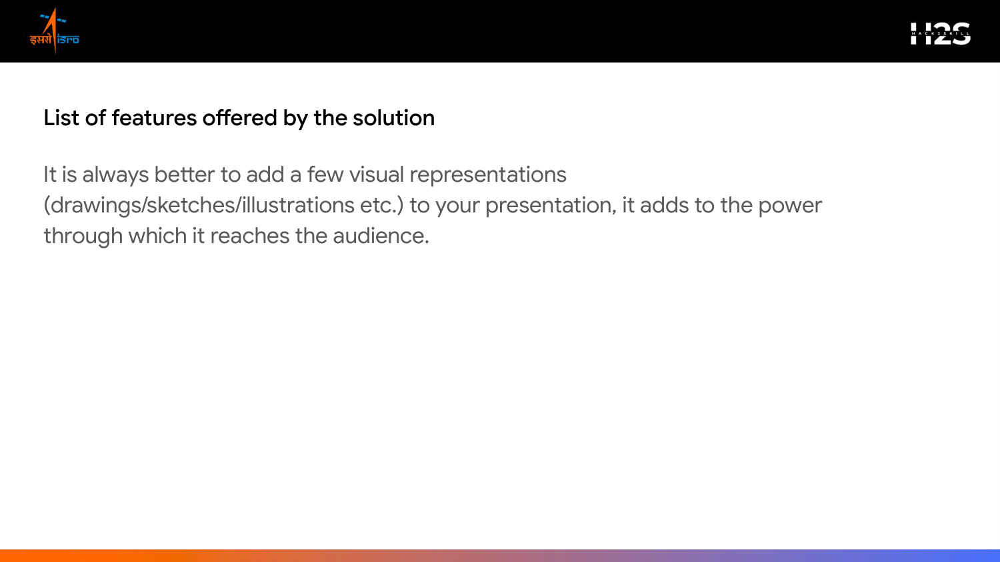 इसरो isro
H2S
HACK2SKILL
List of features offered by the solution
It is always better to add a few visual representations
(drawings/sketches/illustrations etc.) to your presentation, it adds to the power
through which it reaches the audience.